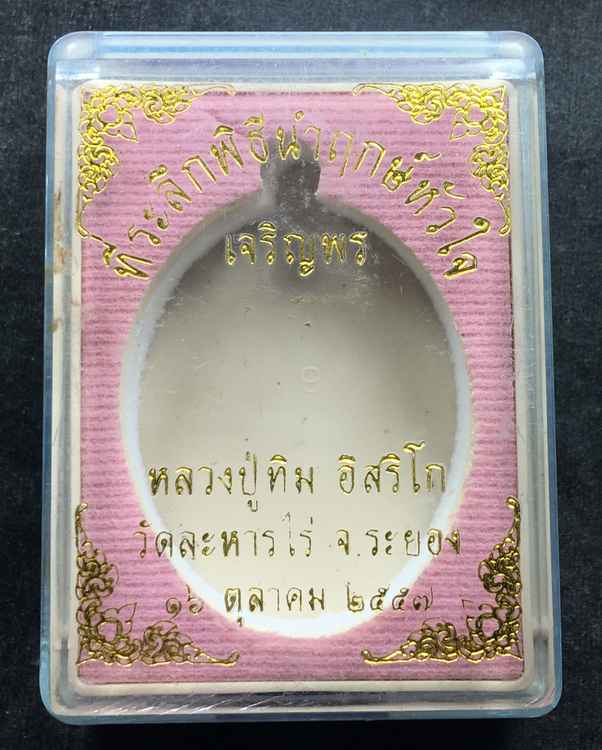 ที่ระลึกพิธีนำฤกษ์หัวใจ
เจริญพร
หลวงปู่ทิม อิสริโก
วัดละหารไร่ จ.ระยอง
๑๖ ตุลาคม ๒๕๕๗